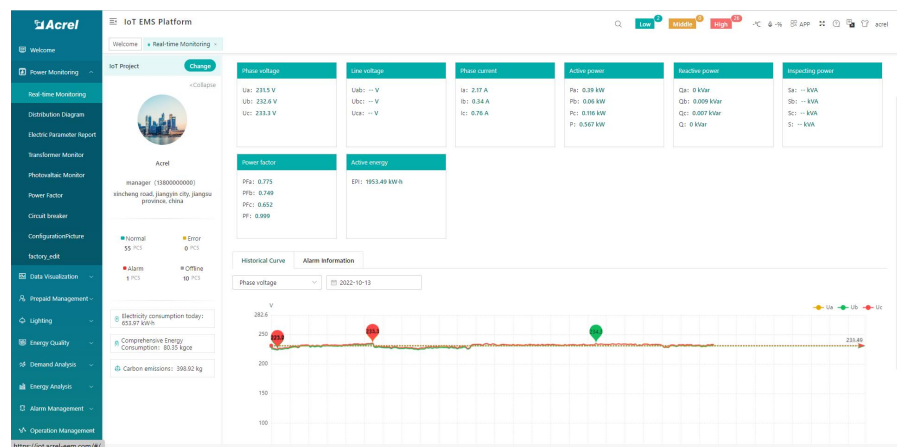 Acrel
IoT EMS Platform
Low 2 Middle 0 High 78 -℃ -% APP acrel
Welcome Real-time Monitoring ×
Welcome
Power Monitoring
Real-time Monitoring
Distribution Diagram
Electric Parameter Report
Transformer Monitor
Photovoltaic Monitor
Power Factor
Circuit breaker
ConfigurationPicture
factory_edit
Data Visualization
Prepaid Management
Lighting
Energy Quality
Demand Analysis
Energy Analysis
Alarm Management
Operation Management
https://iot.acrel-eem.com/#/
IoT Project Change
<Collapse
Acrel
manager (13800000000)
xincheng road, jiangyin city, jiangsu
province, china
Normal Error
55 PCS 0 PCS
Alarm Offline
1 PCS 10 PCS
Electricity consumption today:
653.97 kW·h
Comprehensive Energy
Consumption: 80.35 kgce
Carbon emissions: 398.92 kg
Phase voltage
Ua: 231.5 V
Ub: 232.6 V
Uc: 233.3 V
Line voltage
Uab: -- V
Ubc: -- V
Uca: -- V
Phase current
Ia: 2.17 A
Ib: 0.34 A
Ic: 0.76 A
Active power
Pa: 0.39 kW
Pb: 0.06 kW
Pc: 0.116 kW
P: 0.567 kW
Reactive power
Qa: 0 kVar
Qb: 0.009 kVar
Qc: 0.007 kVar
Q: 0 kVar
Inspecting power
Sa: -- kVA
Sb: -- kVA
Sc: -- kVA
S: -- kVA
Power factor
PFa: 0.775
PFb: 0.749
PFc: 0.652
PF: 0.999
Active energy
EPI: 1953.49 kW·h
Historical Curve Alarm Information
Phase voltage 2022-10-13
V
Ua Ub Uc
282.6
250
200
150
100
231.49